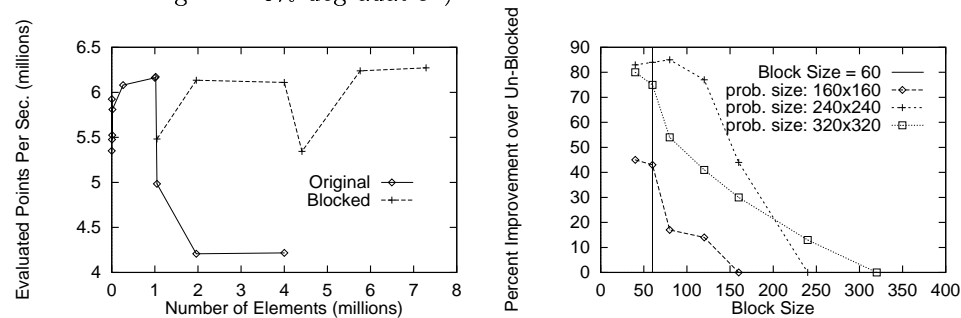 Evaluated Points Per Sec. (millions)
6.5
6
5.5
5
4.5
4
0 1 2 3 4 5 6 7 8
Number of Elements (millions)
Original
Blocked
Percent Improvement over Un-Blocked
90
80
70
60
50
40
30
20
10
0
0 50 100 150 200 250 300 350 400
Block Size
Block Size = 60
prob. size: 160x160
prob. size: 240x240
prob. size: 320x320